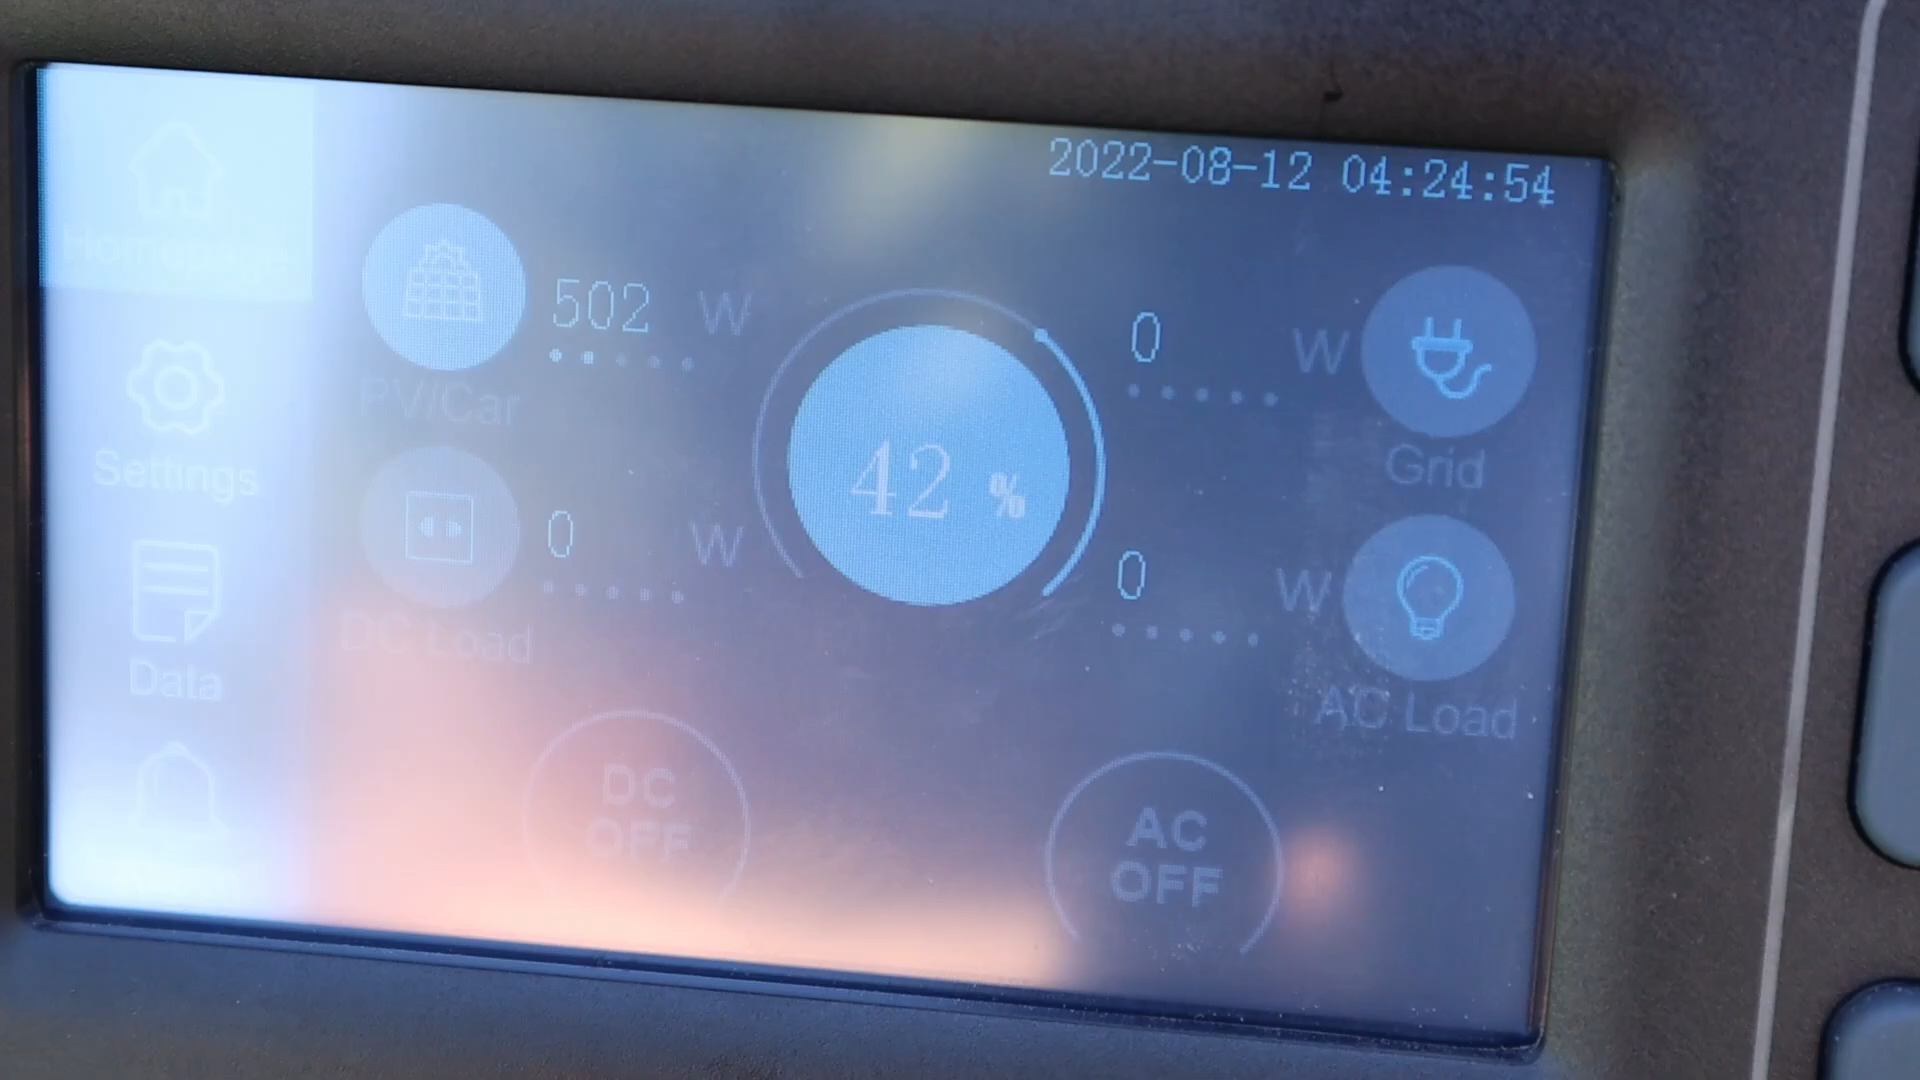 2022-08-12 04:24:54
Homepage
502 W
PV/Car
0 W
Grid
42 %
Settings
0 W
DC Load
0 W
AC Load
Data
DC
OFF
AC
OFF